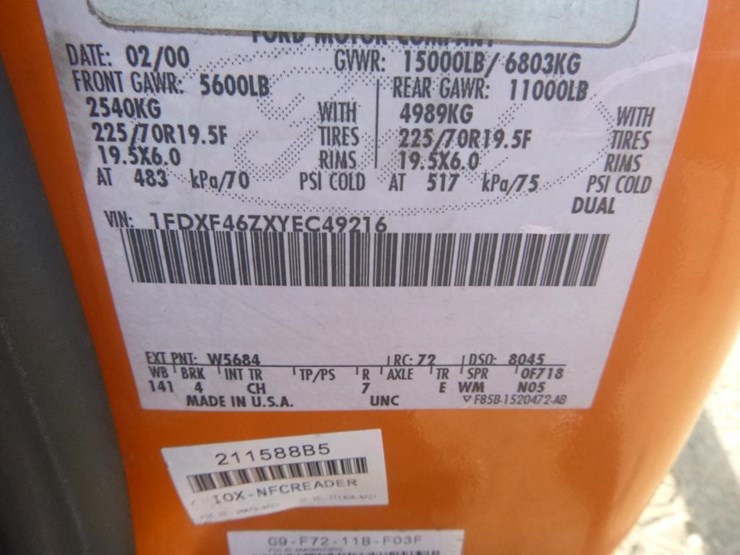 FORD MOTOR COMPANY
DATE: 02/00 GVWR: 15000LB/ 6803KG
FRONT GAWR: 5600LB REAR GAWR: 11000LB
2540KG WITH 4989KG WITH
225/70R19.5F TIRES 225/70R19.5F TIRES
19.5X6.0 RIMS 19.5X6.0 RIMS
AT 483 kPa/70 PSI COLD AT 517 kPa/75 PSI COLD
DUAL
VIN: 1FDXF46ZXYEC49216
EXT PNT: W5684 RC: 72 DSO: 8045
WB BRK INT TR TP/PS R AXLE TR SPR 0F718
141 4 CH 7 E WM N05
MADE IN U.S.A. UNC F85B-1520472-AB
211588B5
IOX-NFCREADER
G9-F72-11B-F03F